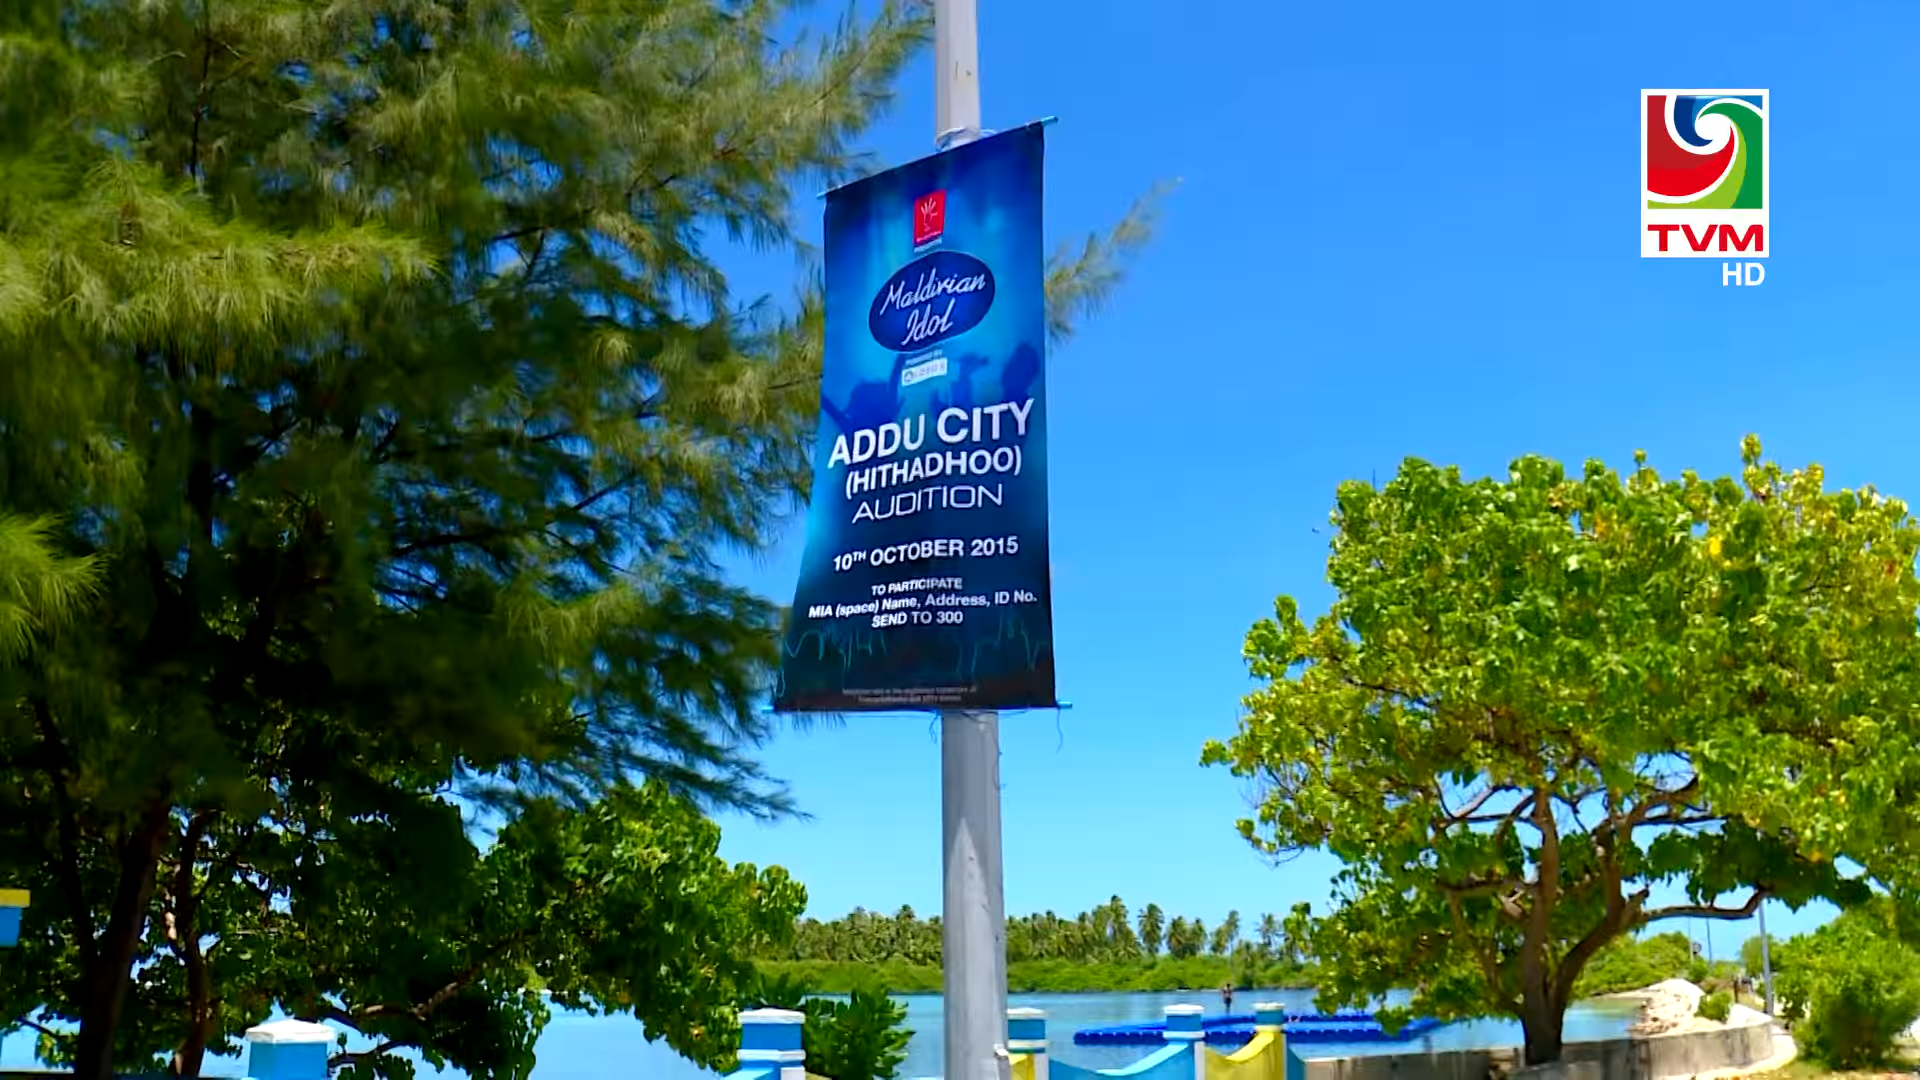 Maldivian
Idol
ADDU CITY
(HITHADHOO)
AUDITION
10TH OCTOBER 2015
TO PARTICIPATE
MIA (space) Name, Address, ID No.
SEND TO 300
TVM
HD